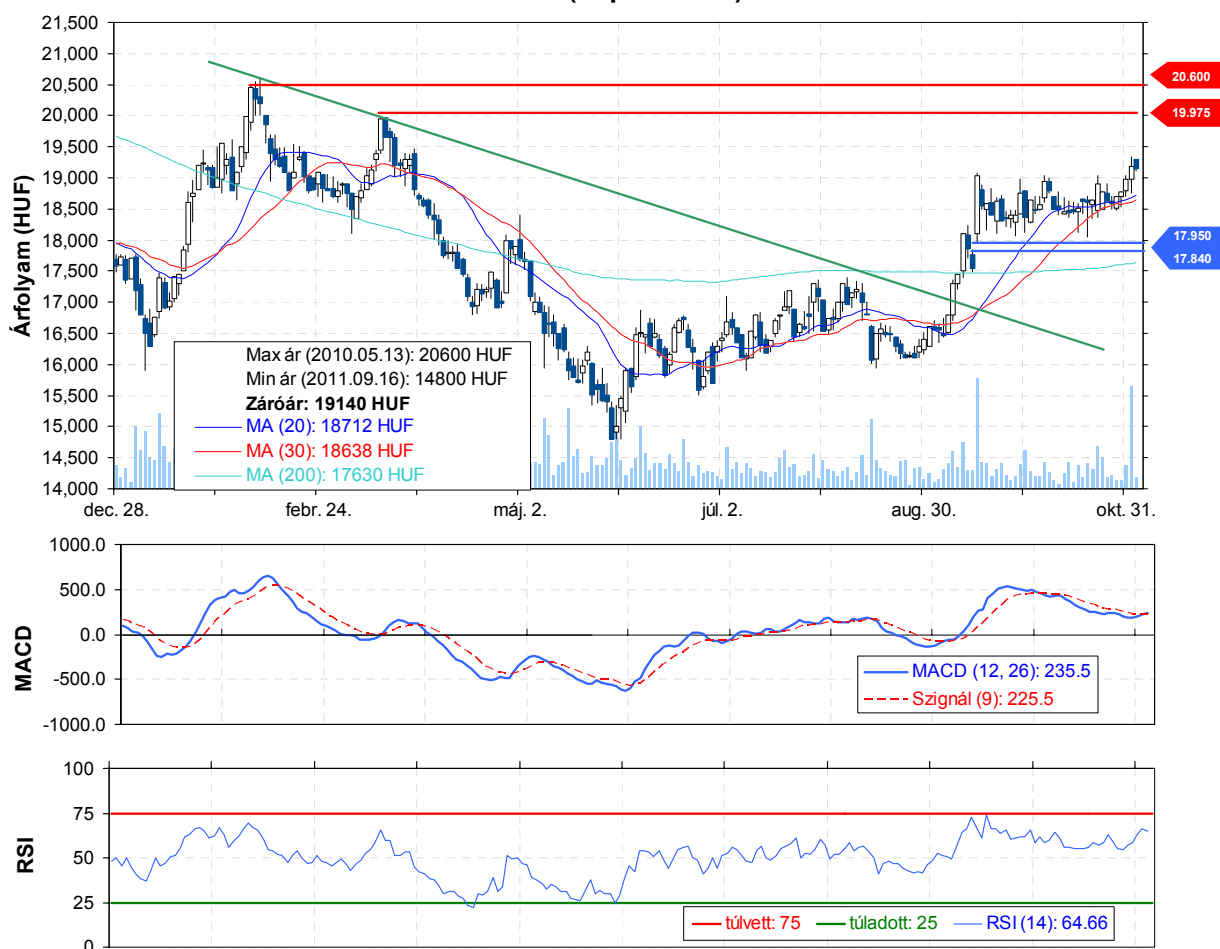 21,500
21,000
20,500
20,000
19,500
19,000
18,500
18,000
17,500
17,000
16,500
16,000
15,500
15,000
14,500
14,000
Árfolyam (HUF)
20.600
19.975
17.950
17.840
Max ár (2010.05.13): 20600 HUF
Min ár (2011.09.16): 14800 HUF
Záróár: 19140 HUF
MA (20): 18712 HUF
MA (30): 18638 HUF
MA (200): 17630 HUF
dec. 28. febr. 24. máj. 2. júl. 2. aug. 30. okt. 31.
1000.0
500.0
0.0
-500.0
-1000.0
MACD
MACD (12, 26): 235.5
Szignál (9): 225.5
100
75
50
25
0
RSI
túlvett: 75 túladott: 25 RSI (14): 64.66